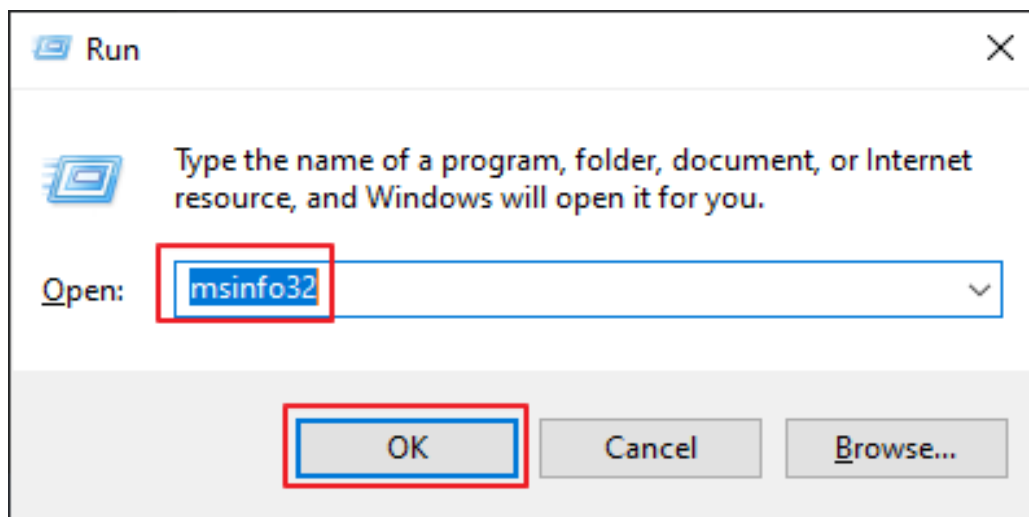 Run
Type the name of a program, folder, document, or Internet
resource, and Windows will open it for you.
Open: msinfo32
OK Cancel Browse...